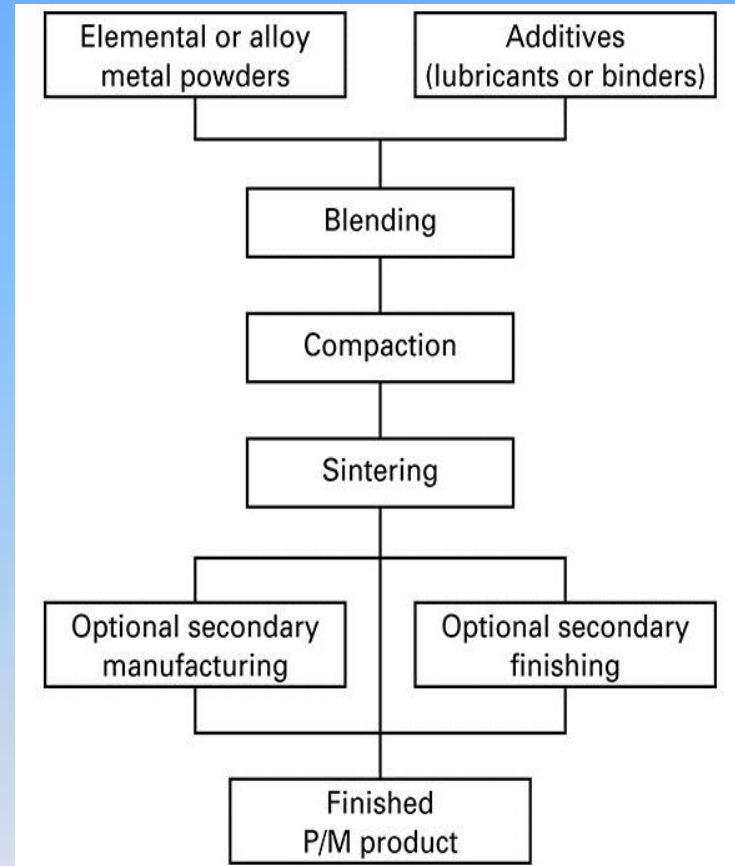 Elemental or alloy
metal powders
Additives
(lubricants or binders)
Blending
Compaction
Sintering
Optional secondary
manufacturing
Optional secondary
finishing
Finished
P/M product